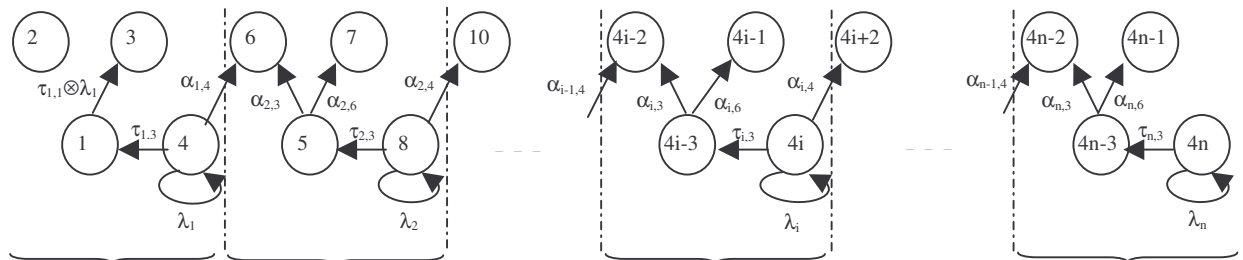 2 3 6 7 10 4i-2 4i-1 4i+2 4n-2 4n-1
τ1,1⊗λ1 α1,4 α2,3 α2,6 α2,4 αi-1,4 αi,3 αi,6 αi,4 αn-1,4 αn,3 αn,6
1 τ1.3 4 5 τ2,3 8 4i-3 τi,3 4i 4n-3 τn,3 4n
λ1 λ2 λi λn